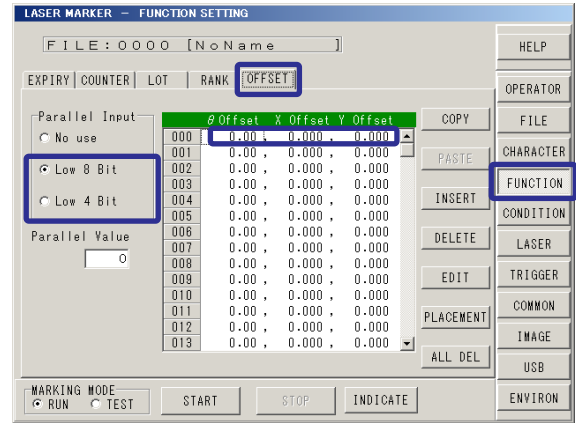 LASER MARKER － FUNCTION SETTING
FILE:0000 [NoName ]
HELP
EXPIRY COUNTER LOT RANK OFFSET
OPERATOR
FILE
CHARACTER
FUNCTION
CONDITION
LASER
TRIGGER
COMMON
IMAGE
USB
ENVIRON
Parallel Input
No use
Low 8 Bit
Low 4 Bit
Parallel Value
0
θ Offset X Offset Y Offset
000 0.00 , 0.000 , 0.000
001 0.00 , 0.000 , 0.000
002 0.00 , 0.000 , 0.000
003 0.00 , 0.000 , 0.000
004 0.00 , 0.000 , 0.000
005 0.00 , 0.000 , 0.000
006 0.00 , 0.000 , 0.000
007 0.00 , 0.000 , 0.000
008 0.00 , 0.000 , 0.000
009 0.00 , 0.000 , 0.000
010 0.00 , 0.000 , 0.000
011 0.00 , 0.000 , 0.000
012 0.00 , 0.000 , 0.000
013 0.00 , 0.000 , 0.000
COPY
PASTE
INSERT
DELETE
EDIT
PLACEMENT
ALL DEL
MARKING MODE
RUN TEST
START STOP INDICATE